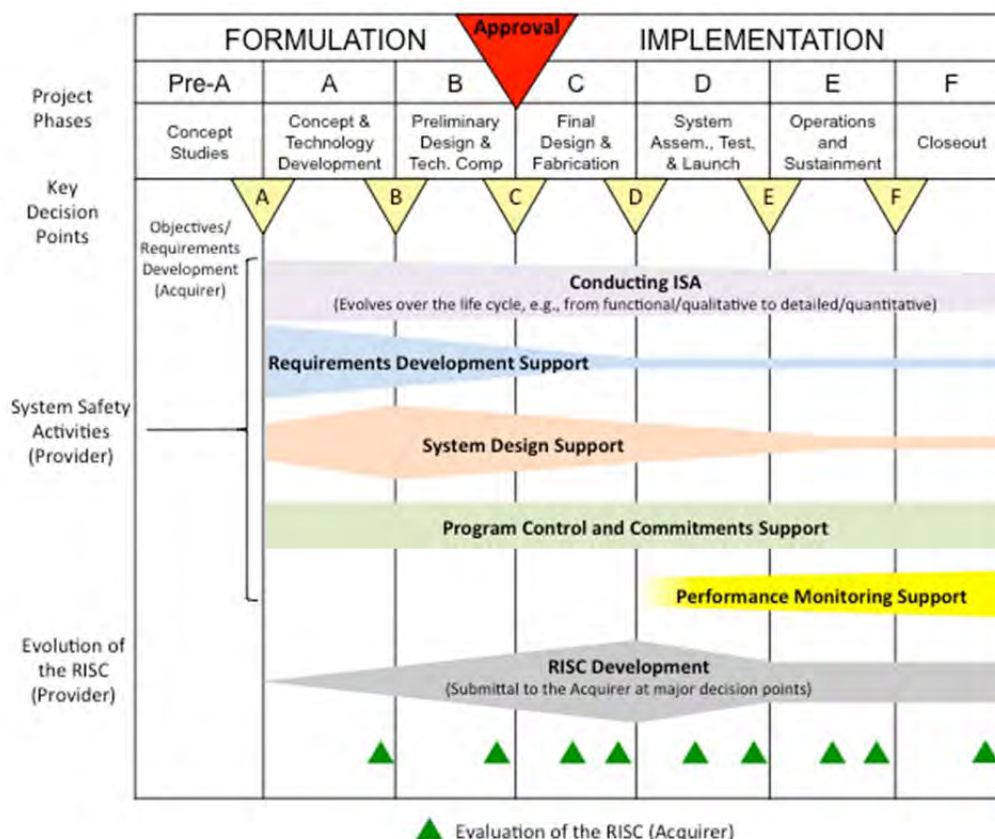 FORMULATION
Approval
IMPLEMENTATION
Project
Phases
Pre-A
A
B
C
D
E
F
Concept
Studies
Concept &
Technology
Development
Preliminary
Design &
Tech. Comp
Final
Design &
Fabrication
System
Assem., Test,
& Launch
Operations
and
Sustainment
Closeout
Key
Decision
Points
A
B
C
D
E
F
Objectives/
Requirements
Development
(Acquirer)
Conducting ISA
(Evolves over the life cycle, e.g., from functional/qualitative to detailed/quantitative)
Requirements Development Support
System Safety
Activities
(Provider)
System Design Support
Program Control and Commitments Support
Performance Monitoring Support
Evolution of
the RISC
(Provider)
RISC Development
(Submittal to the Acquirer at major decision points)
Evaluation of the RISC (Acquirer)